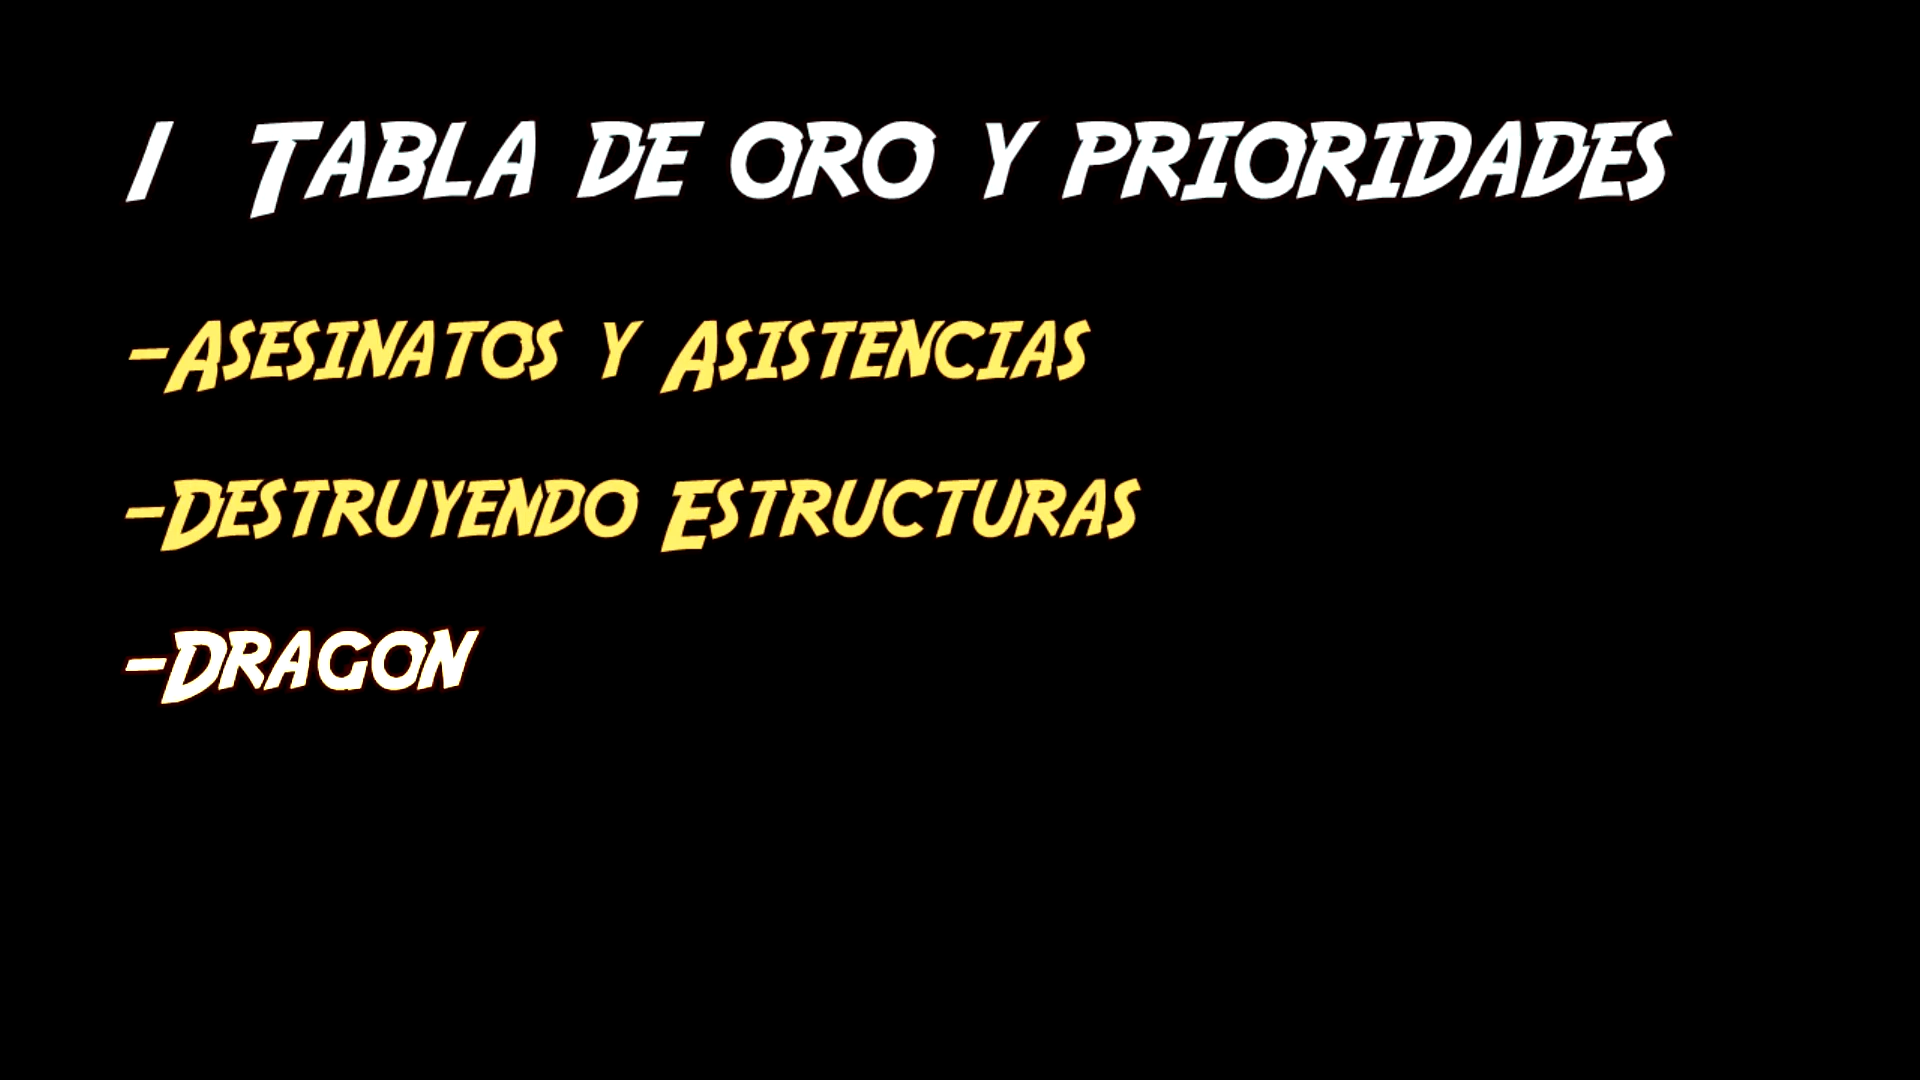 1 Tabla de oro y prioridades
-Asesinatos y Asistencias
-Destruyendo Estructuras
-Dragon